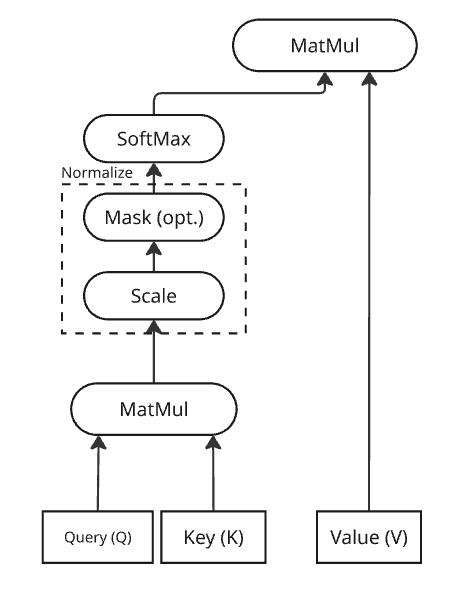 MatMul
SoftMax
Normalize
Mask (opt.)
Scale
MatMul
Query (Q)
Key (K)
Value (V)